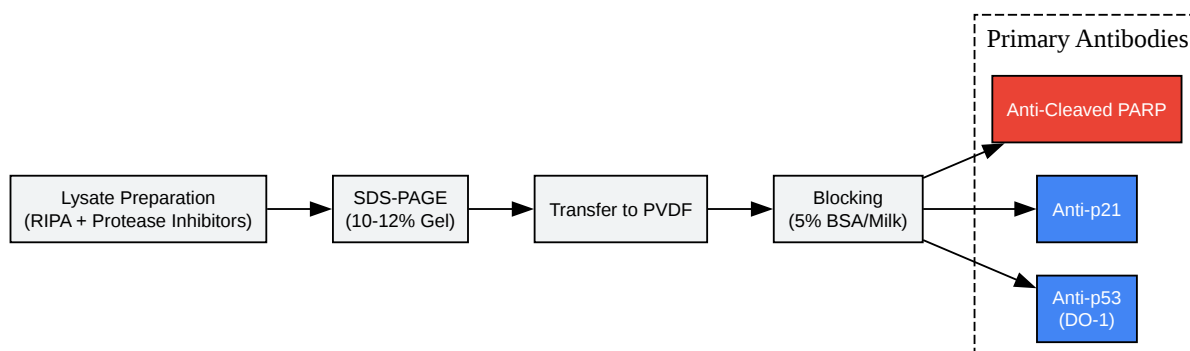 Primary Antibodies
Anti-Cleaved PARP
Lysate Preparation
(RIPA + Protease Inhibitors)
SDS-PAGE
(10-12% Gel)
Transfer to PVDF
Blocking
(5% BSA/Milk)
Anti-p21
Anti-p53
(DO-1)